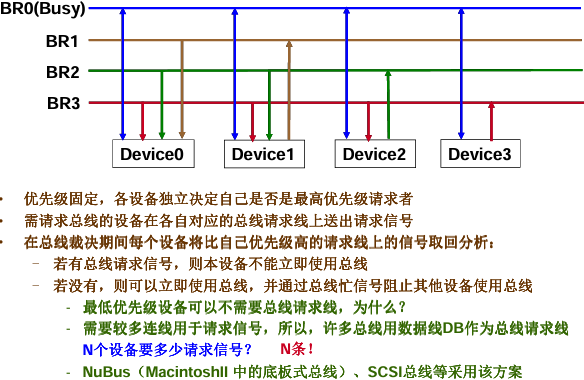 BR0(Busy)
BR1
BR2
BR3
Device0 Device1 Device2 Device3
• 优先级固定，各设备独立决定自己是否是最高优先级请求者
• 需请求总线的设备在各自对应的总线请求线上送出请求信号
• 在总线裁决期间每个设备将比自己优先级高的请求线上的信号取回分析：
– 若有总线请求信号，则本设备不能立即使用总线
– 若没有，则可以立即使用总线，并通过总线忙信号阻止其他设备使用总线
- 最低优先级设备可以不需要总线请求线，为什么？
- 需要较多连线用于请求信号，所以，许多总线用数据线DB作为总线请求线
N个设备要多少请求信号？ N条！
- NuBus（MacintoshII 中的底板式总线）、SCSI总线等采用该方案